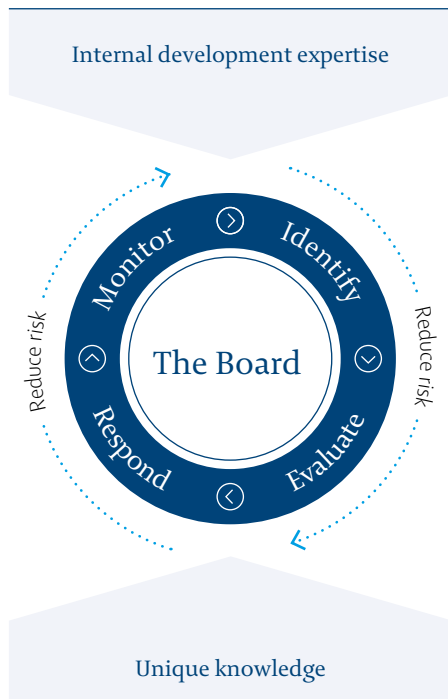 Internal development expertise
Monitor
Identify
Reduce risk
The Board
Reduce risk
Respond
Evaluate
Unique knowledge